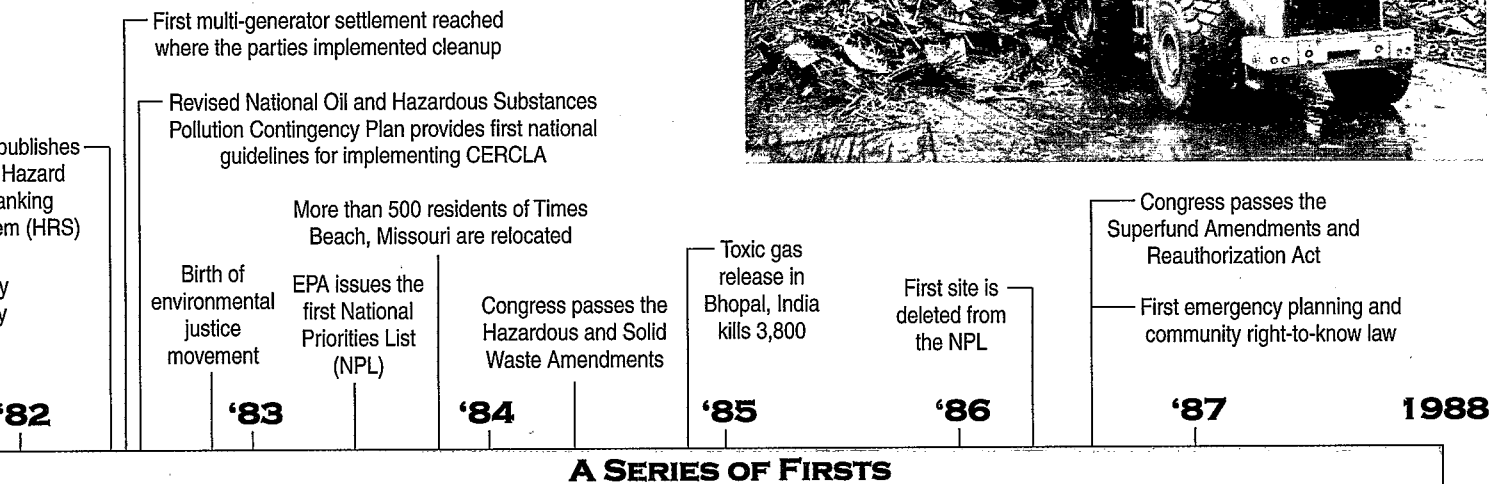 First multi-generator settlement reached
where the parties implemented cleanup
Revised National Oil and Hazardous Substances
Pollution Contingency Plan provides first national
guidelines for implementing CERCLA
Hazard
(HRS)
More than 500 residents of Times
Beach, Missouri are relocated
Birth of
environmental
justice
movement
EPA issues the
first National
Priorities List
(NPL)
Congress passes the
Hazardous and Solid
Waste Amendments
Toxic gas
release in
Bhopal, India
kills 3,800
First site is
deleted from
the NPL
Congress passes the
Superfund Amendments and
Reauthorization Act
First emergency planning and
community right-to-know law
‘82
‘83
‘84
‘85
‘86
‘87
1988
A SERIES OF FIRSTS